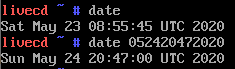 livecd ~ # date
Sat May 23 08:55:45 UTC 2020
livecd ~ # date 052420472020
Sun May 24 20:47:00 UTC 2020